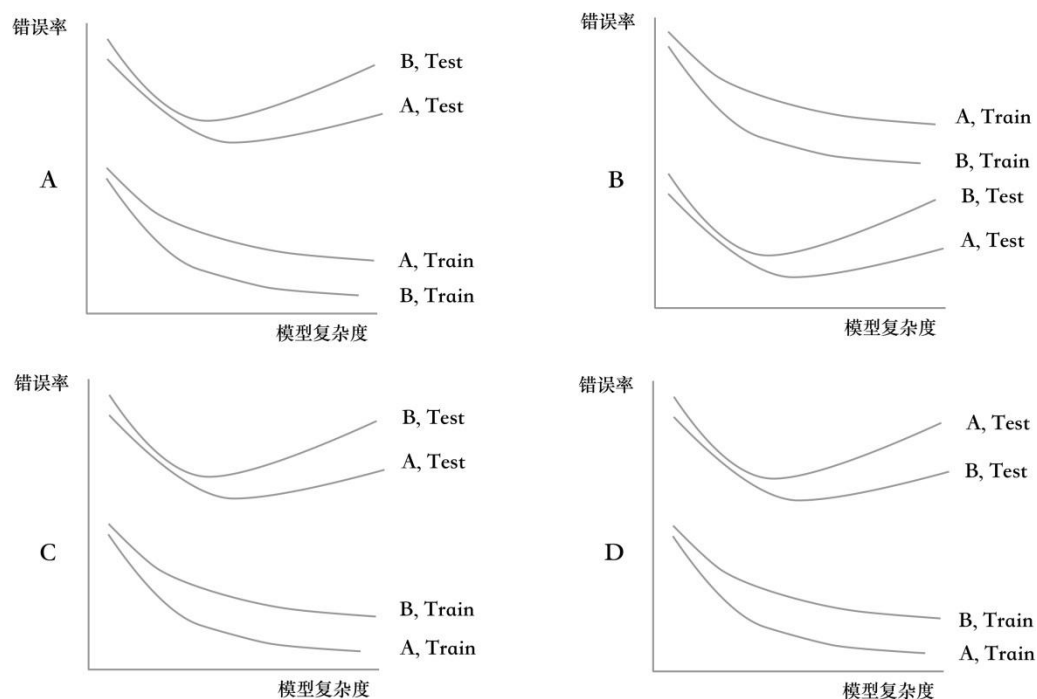 错误率
B, Test
A, Test
A
A, Train
B, Train
模型复杂度
错误率
A, Train
B, Train
B
B, Test
A, Test
模型复杂度
错误率
B, Test
A, Test
C
B, Train
A, Train
模型复杂度
错误率
A, Test
B, Test
D
B, Train
A, Train
模型复杂度